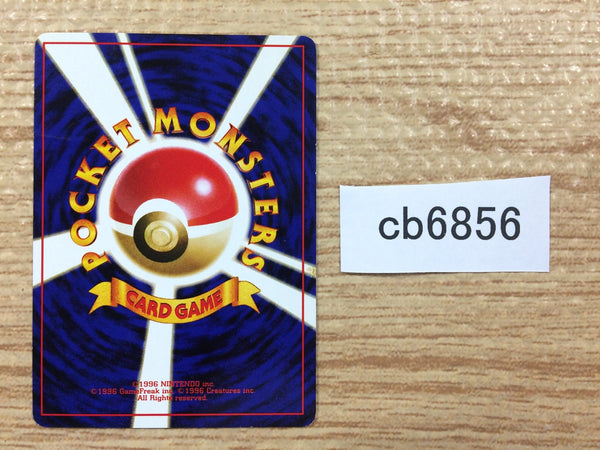 POCKET MONSTERS
CARD GAME
©1996 NINTENDO inc.
©1996 GameFreak inc. ©1996 Creatures inc.
All Rights reserved.
cb6856